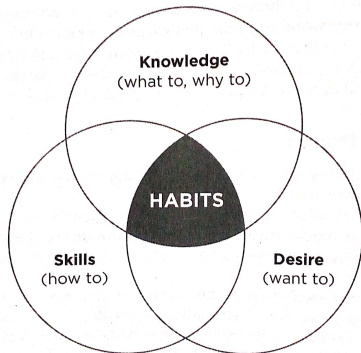 Knowledge
(what to, why to)
HABITS
Skills
(how to)
Desire
(want to)